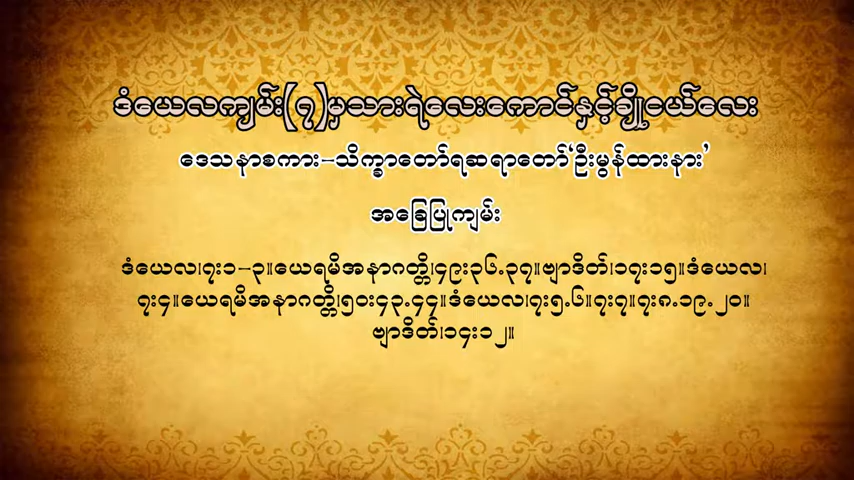 ဒံယေလကျမ်း(၇)မှသားရဲလေးကောင်နှင့်ချိုငယ်လေး
ဒေသနာစကား-သိက္ခာတော်ရဆရာတော်‘ဦးမွန်ထားနား’
အခြေပြုကျမ်း
ဒံယေလ၊၇း၁-၃။ယေရမိအနာဂတ္တိ၊၄၉း၃၆.၃၇။ဗျာဒိတ်၊၁၇း၁၅။ဒံယေလ၊
၇း၄။ယေရမိအနာဂတ္တိ၊၅၀း၄၃.၄၄။ဒံယေလ၊၇း၅.၆။၇း၇။၇း၈.၁၉.၂၀။
ဗျာဒိတ်၊၁၄း၁၂။